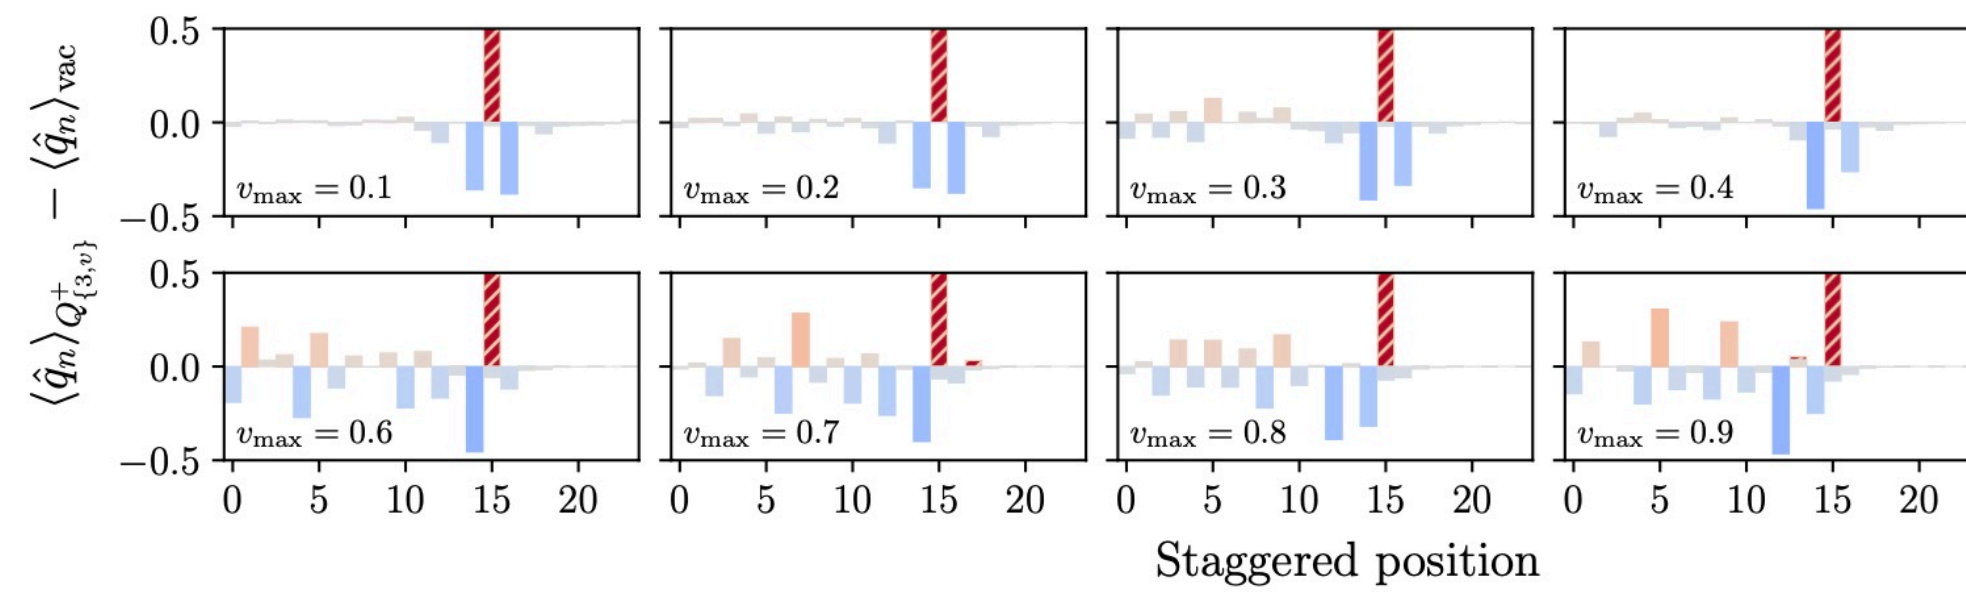 ⟨q̂ₙ⟩_{Q⁺_{{3,v}}} − ⟨q̂ₙ⟩_{vac}
0.5
0.0
−0.5
v_max = 0.1
v_max = 0.2
v_max = 0.3
v_max = 0.4
0.5
0.0
−0.5
v_max = 0.6
v_max = 0.7
v_max = 0.8
v_max = 0.9
0 5 10 15 20 0 5 10 15 20 0 5 10 15 20 0 5 10 15 20
Staggered position